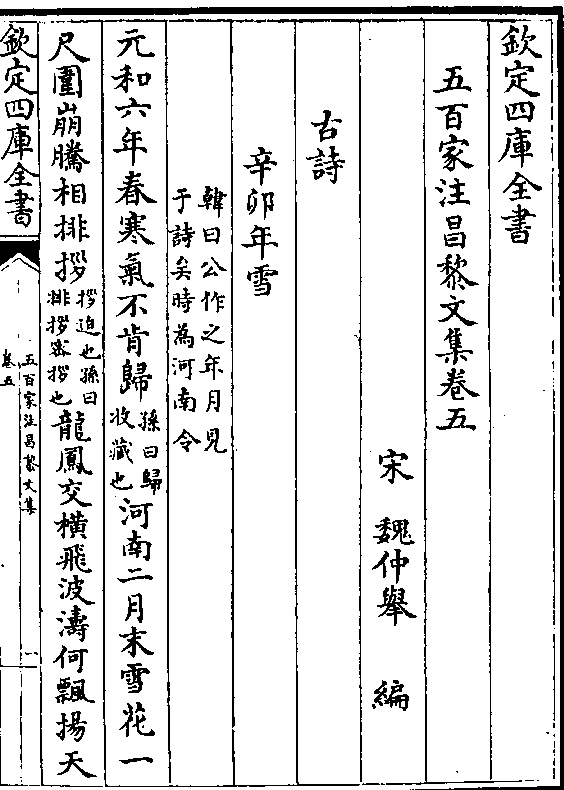 欽定四庫全書
五百家注昌黎文集卷五
宋　魏仲舉　編
古詩
辛卯年雪
韓曰公作之年月見
于詩矣時為河南令
元和六年春寒氣不肯歸孫曰歸收藏也河南二月末雪花一
尺圍崩騰相排拶拶迫也孫曰排拶密拶也龍鳳交橫飛波濤何飄揚天
欽定四庫全書
五百家注昌黎文集
卷五
一